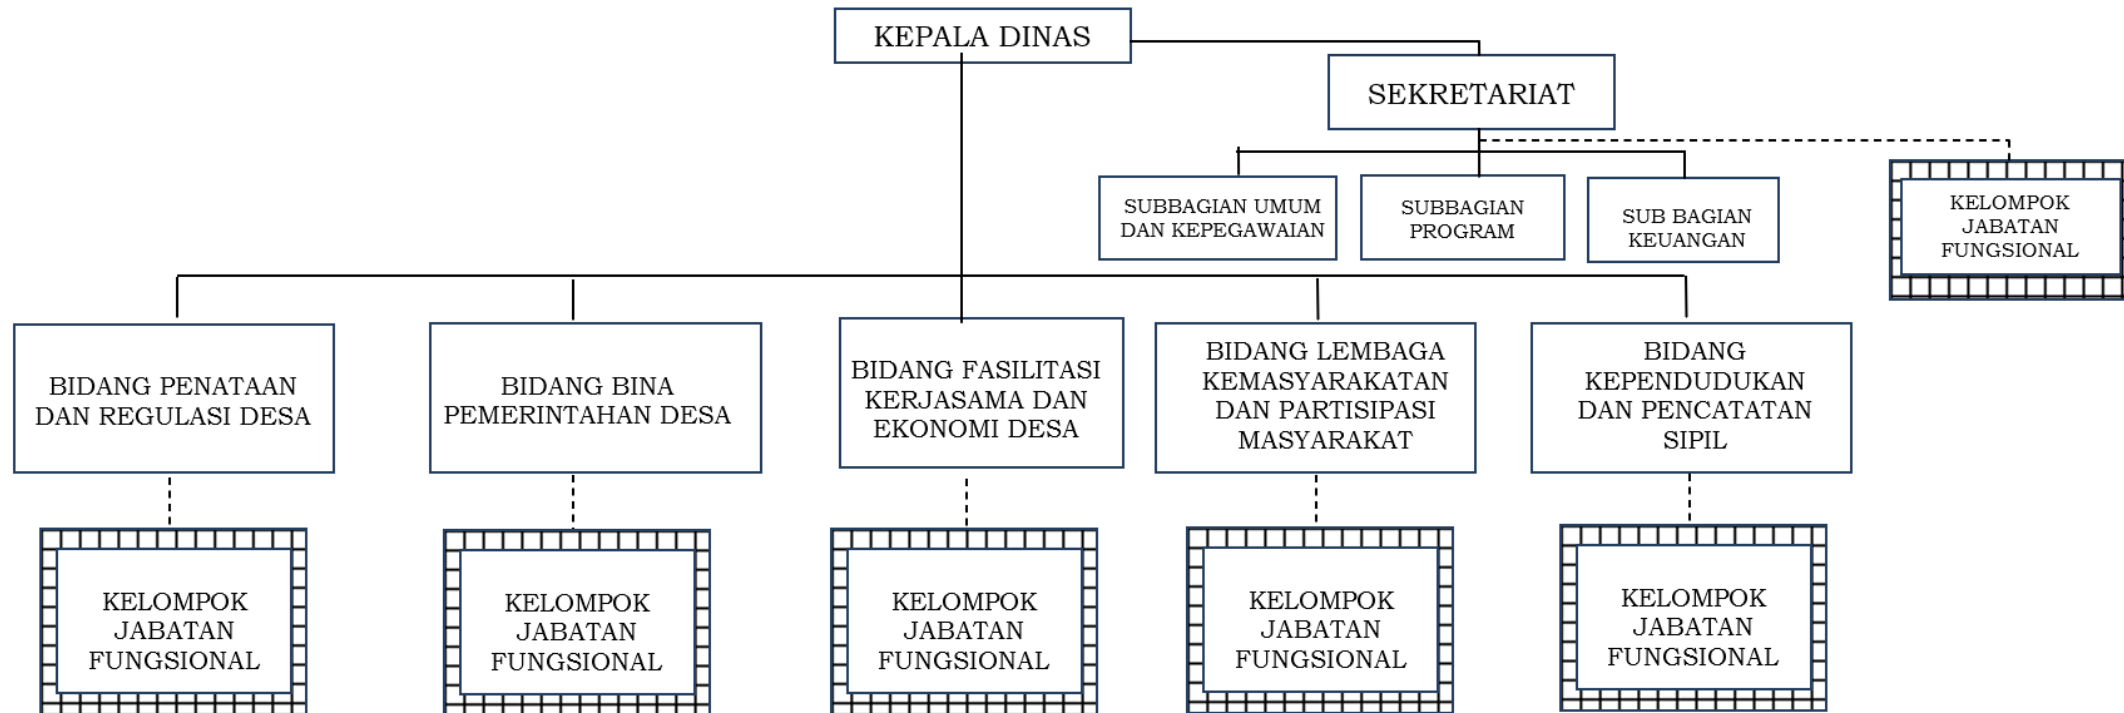 KEPALA DINAS
SEKRETARIAT
SUBBAGIAN UMUM
DAN KEPEGAWAIAN
SUBBAGIAN
PROGRAM
SUB BAGIAN
KEUANGAN
KELOMPOK
JABATAN
FUNGSIONAL
BIDANG PENATAAN
DAN REGULASI DESA
BIDANG BINA
PEMERINTAHAN DESA
BIDANG FASILITASI
KERJASAMA DAN
EKONOMI DESA
BIDANG LEMBAGA
KEMASYARAKATAN
DAN PARTISIPASI
MASYARAKAT
BIDANG
KEPENDUDUKAN
DAN PENCATATAN
SIPIL
KELOMPOK
JABATAN
FUNGSIONAL
KELOMPOK
JABATAN
FUNGSIONAL
KELOMPOK
JABATAN
FUNGSIONAL
KELOMPOK
JABATAN
FUNGSIONAL
KELOMPOK
JABATAN
FUNGSIONAL